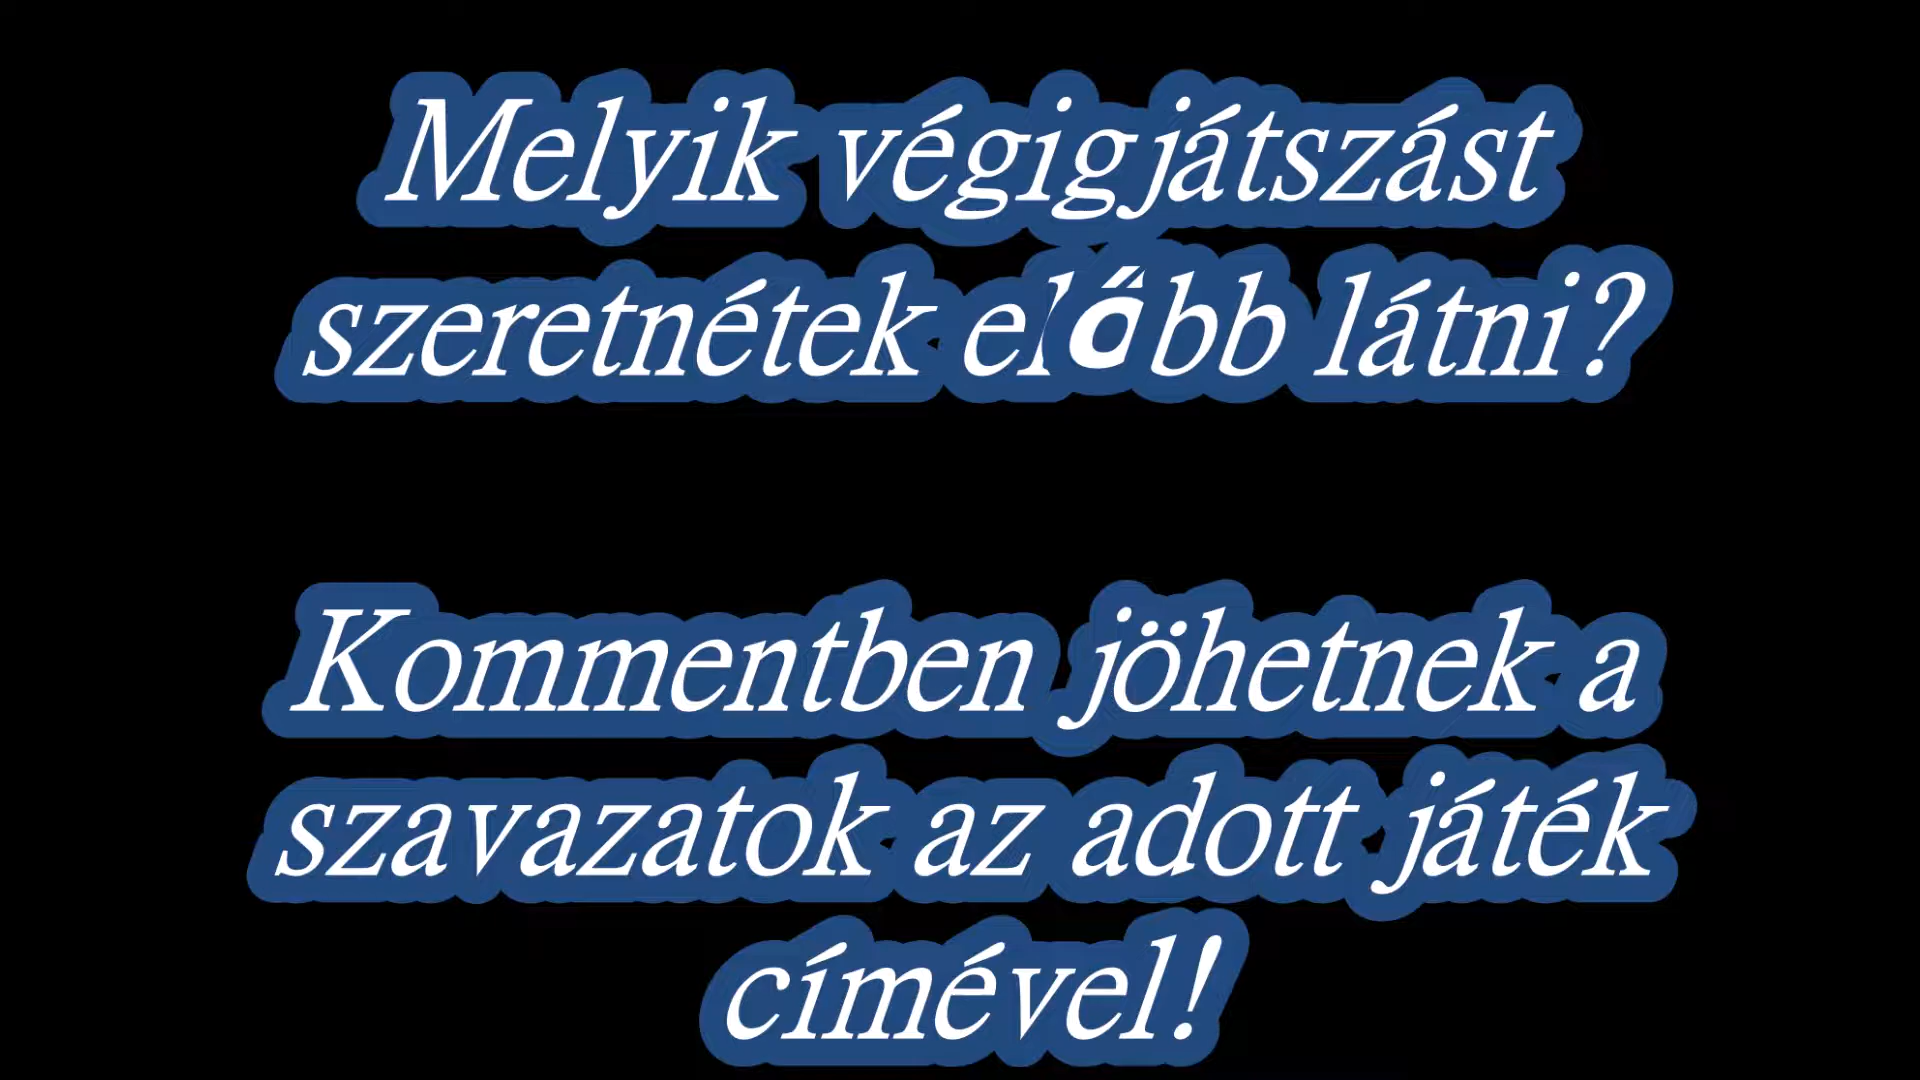 Melyik végigjátszást
szeretnétek előbb látni?
Kommentben jöhetnek a
szavazatok az adott játék
címével!